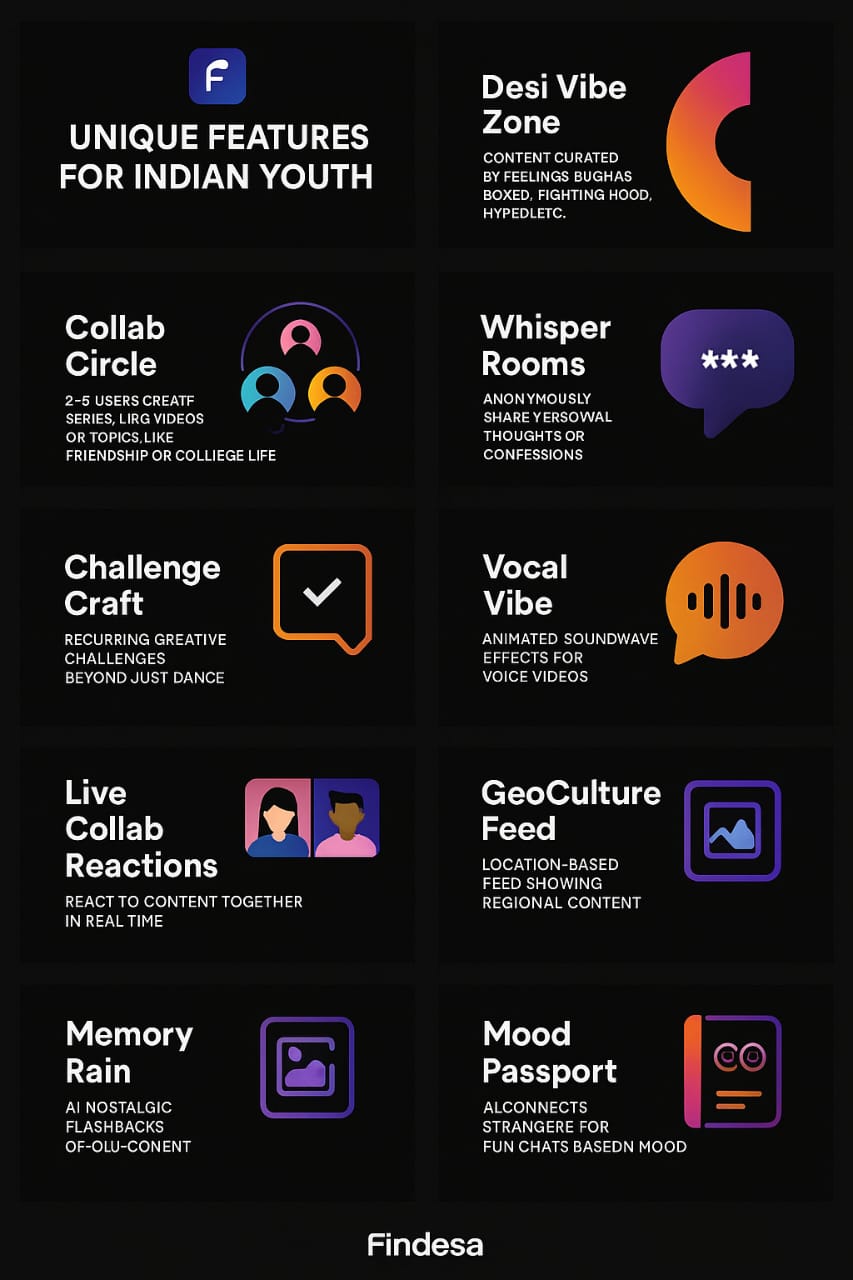 F
UNIQUE FEATURES
FOR INDIAN YOUTH
Desi Vibe
Zone
CONTENT CURATED
BY FEELINGS BUGHAS
BOXED, FIGHTING HOOD,
HYPEDLETC.
Collab
Circle
2-5 USERS CREATF
SERIES, LIRG VIDEOS
OR TOPICS, LIKE
FRIENDSHIP OR COLLIEGE LIFE
Whisper
Rooms
***
ANONYMOUSLY
SHARE YERSOWAL
THOUGHTS OR
CONFESSIONS
Challenge
Craft
RECURRING GREATIVE
CHALLENGES
BEYOND JUST DANCE
Vocal
Vibe
ANIMATED SOUNDWAVE
EFFECTS FOR
VOICE VIDEOS
Live
Collab
Reactions
REACT TO CONTENT TOGETHER
IN REAL TIME
GeoCulture
Feed
LOCATION-BASED
FEED SHOWING
REGIONAL CONTENT
Memory
Rain
AI NOSTALGIC
FLASHBACKS
OF-OLU-CONENT
Mood
Passport
ALCONNECTS
STRANGERE FOR
FUN CHATS BASEDN MOOD
Findesa